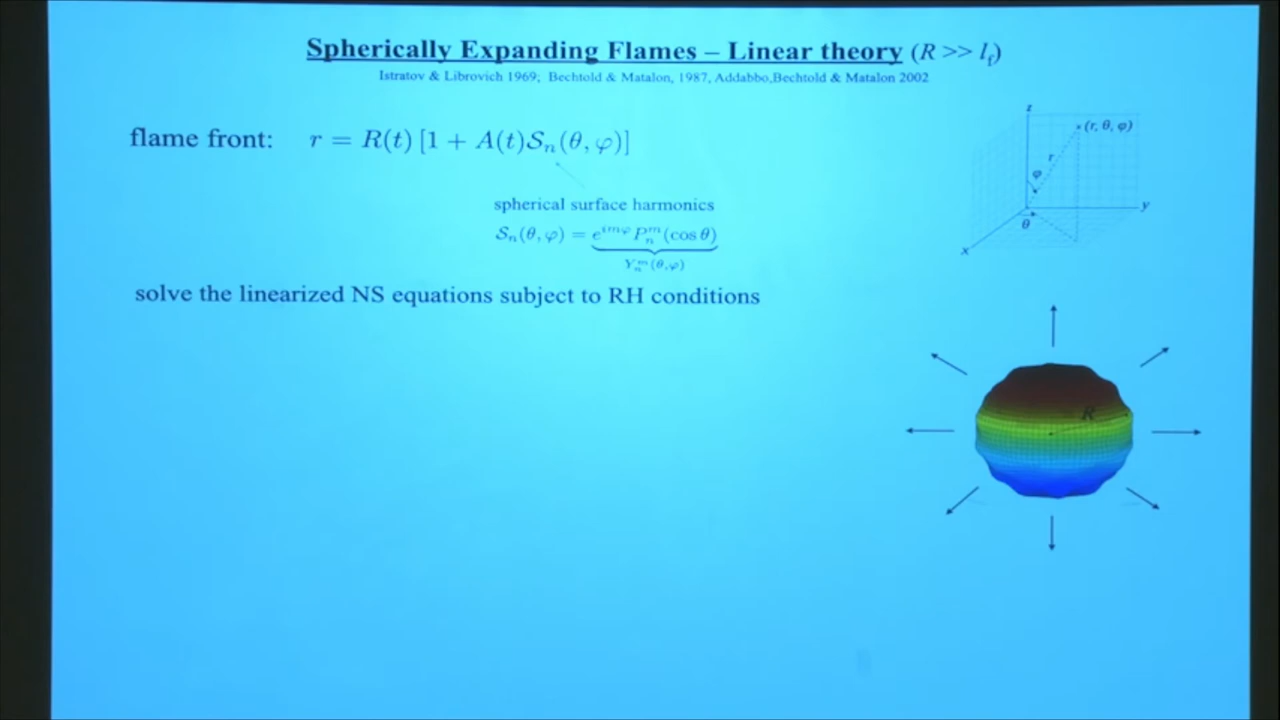 Spherically Expanding Flames – Linear theory (R >> l_f)
Istratov & Librovich 1969; Bechtold & Matalon, 1987, Addabbo,Bechtold & Matalon 2002
flame front: r = R(t) [1 + A(t)𝒮_n(θ, φ)]
spherical surface harmonics
𝒮_n(θ, φ) = e^{imφ} P_n^m(cos θ)
Y_n^m(θ,φ)
solve the linearized NS equations subject to RH conditions
z
(r, θ, φ)
r
φ
y
θ
x
R